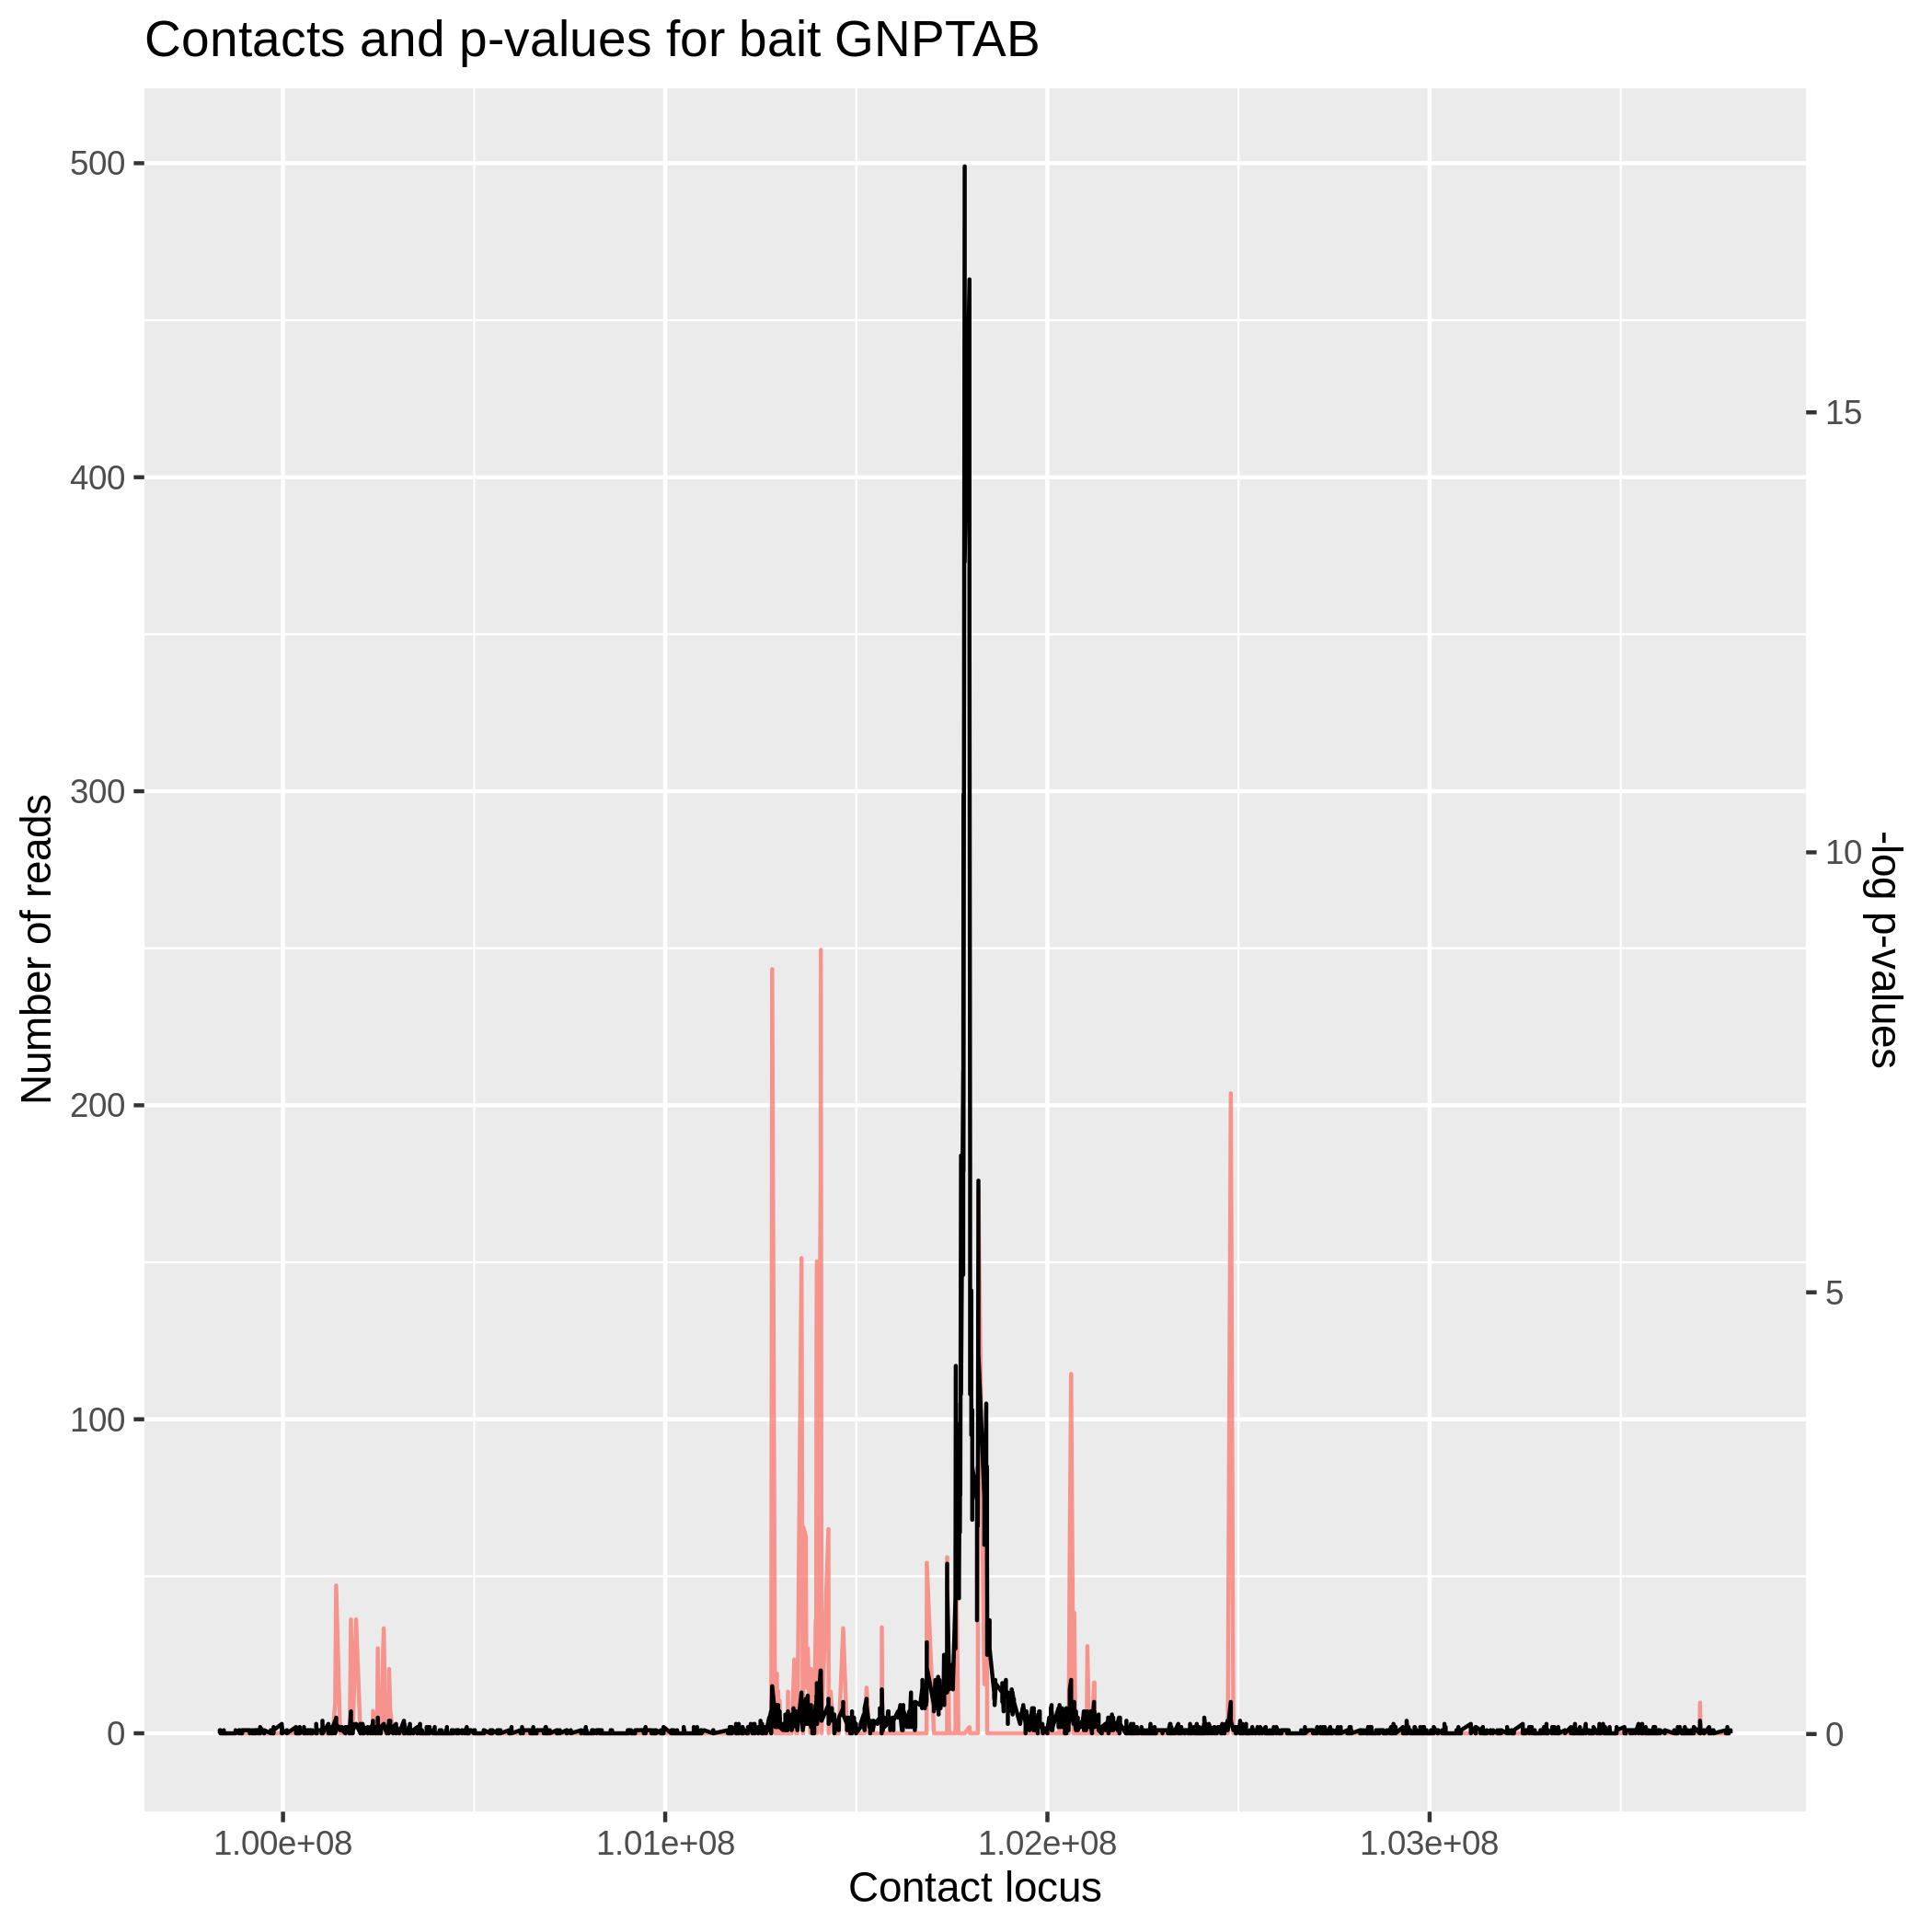 Contacts and p-values for bait GNPTAB
500
400
300
200
100
0
Number of reads
15
10
5
0
-log p-values
1.00e+08
1.01e+08
1.02e+08
1.03e+08
Contact locus